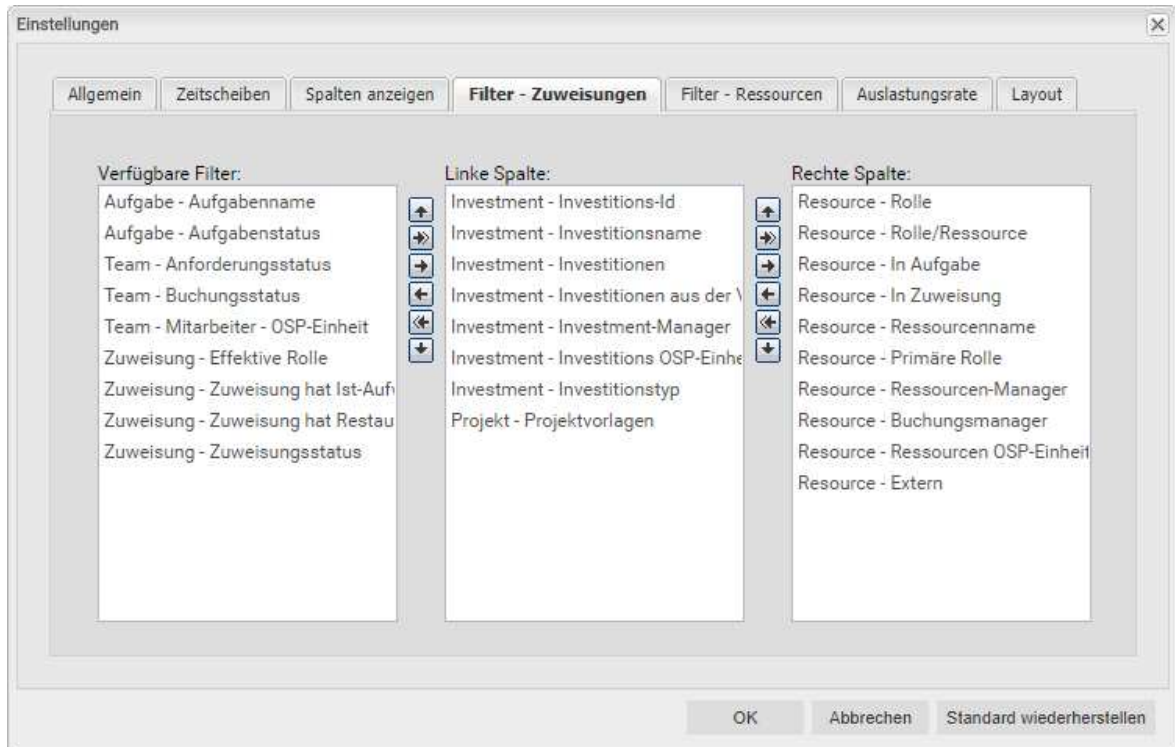 Einstellungen
Allgemein
Zeitscheiben
Spalten anzeigen
Filter - Zuweisungen
Filter - Ressourcen
Auslastungsrate
Layout
Verfügbare Filter:
Aufgabe - Aufgabenname
Aufgabe - Aufgabenstatus
Team - Anforderungsstatus
Team - Buchungsstatus
Team - Mitarbeiter - OSP-Einheit
Zuweisung - Effektive Rolle
Zuweisung - Zuweisung hat Ist-Auf
Zuweisung - Zuweisung hat Restau
Zuweisung - Zuweisungsstatus
Linke Spalte:
Investment - Investitions-Id
Investment - Investitionsname
Investment - Investitionen
Investment - Investitionen aus der
Investment - Investment-Manager
Investment - Investitions OSP-Einhe
Investment - Investitionstyp
Projekt - Projektvorlagen
Rechte Spalte:
Resource - Rolle
Resource - Rolle/Ressource
Resource - In Aufgabe
Resource - In Zuweisung
Resource - Ressourcenname
Resource - Primäre Rolle
Resource - Ressourcen-Manager
Resource - Buchungsmanager
Resource - Ressourcen OSP-Einheit
Resource - Extern
OK
Abbrechen
Standard wiederherstellen